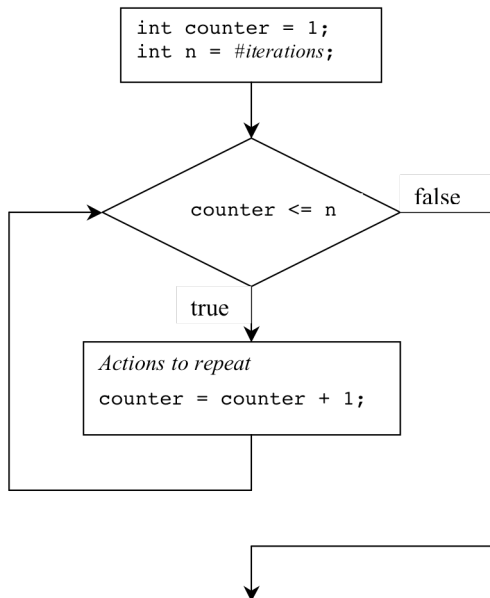 int counter = 1;
int n = #iterations;
counter <= n
false
true
Actions to repeat
counter = counter + 1;